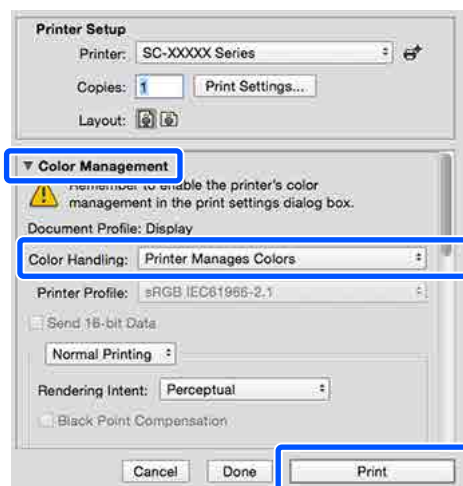 Printer Setup
Printer: SC-XXXXX Series
Copies: 1 Print Settings...
Layout:
▼ Color Management
Remember to enable the printer's color
management in the print settings dialog box.
Document Profile: Display
Color Handling: Printer Manages Colors
Printer Profile: sRGB IEC61966-2.1
Send 16-bit Data
Normal Printing
Rendering Intent: Perceptual
Black Point Compensation
Cancel Done Print